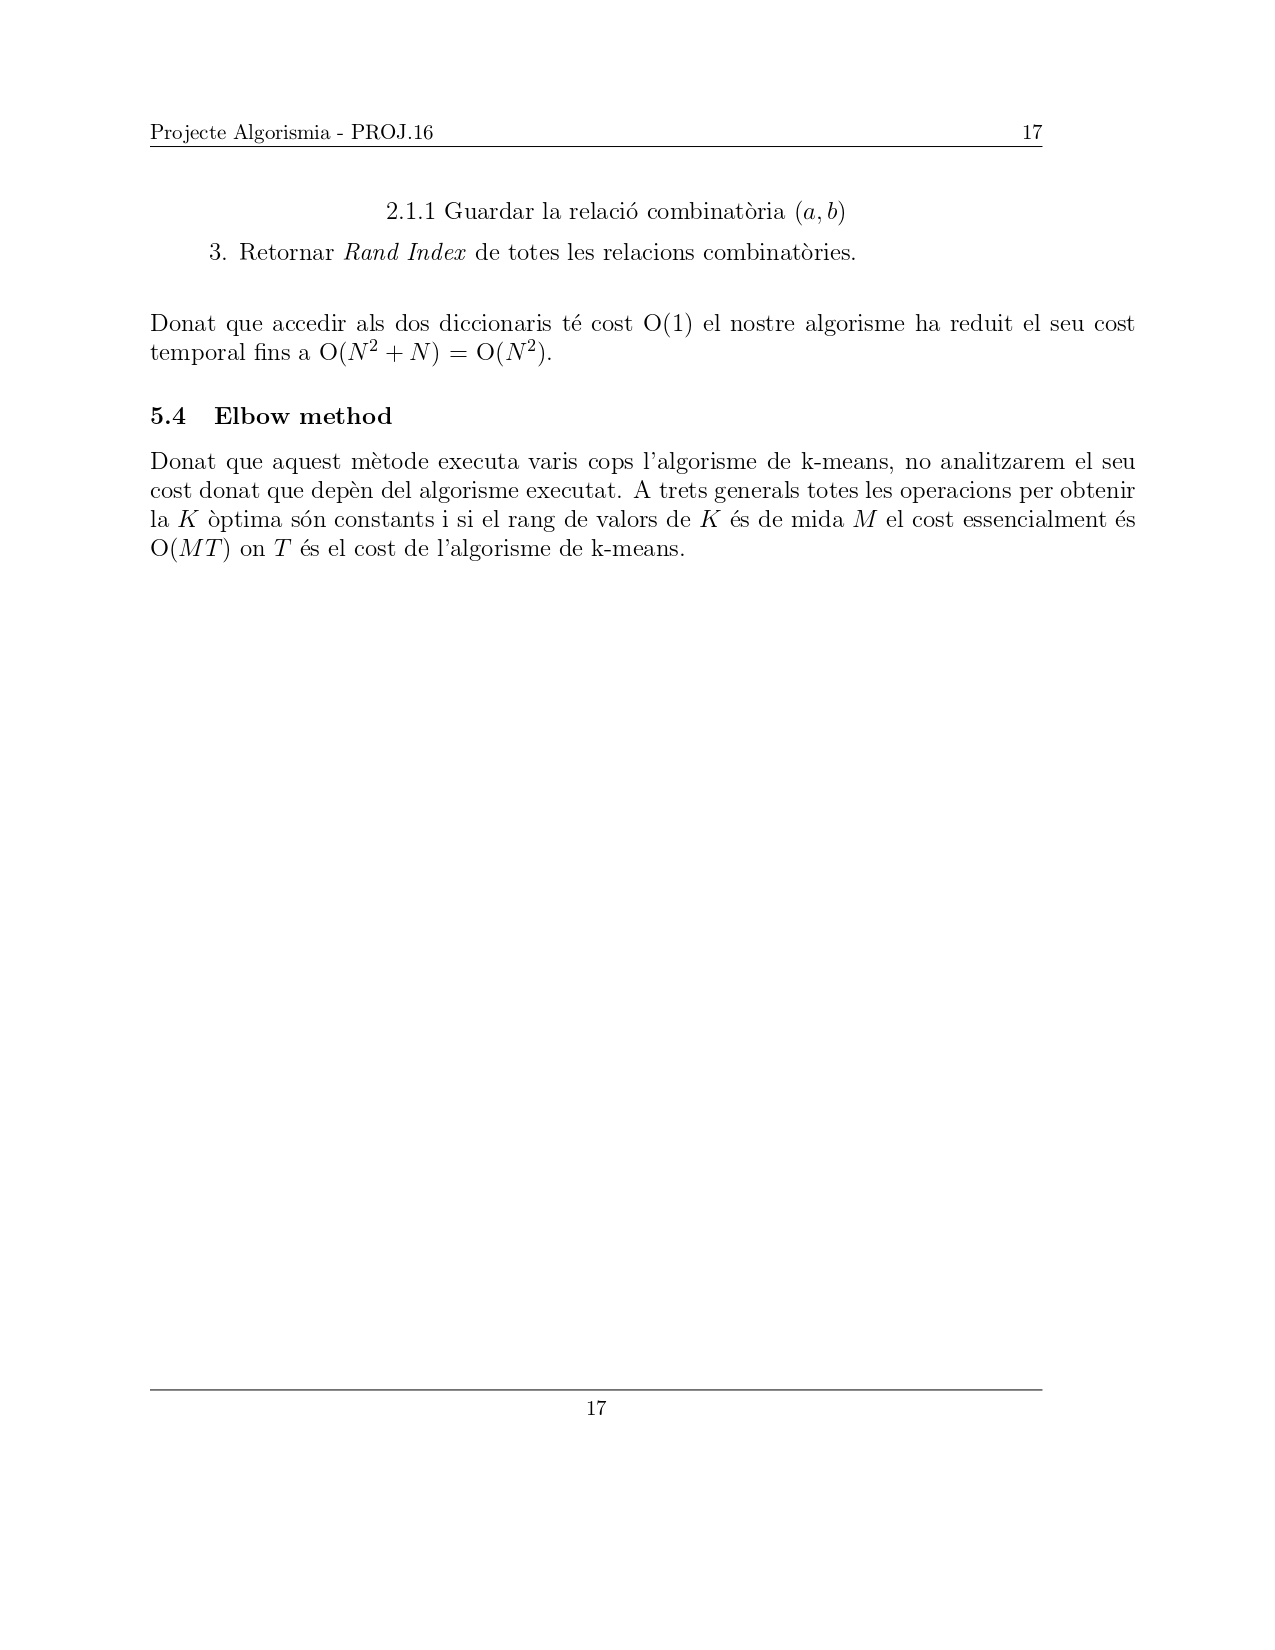 Projecte Algorismia - PROJ.16 17
2.1.1 Guardar la relació combinatòria (a, b)
3. Retornar Rand Index de totes les relacions combinatòries.
Donat que accedir als dos diccionaris té cost O(1) el nostre algorisme ha reduit el seu cost
temporal fins a O(N² + N) = O(N²).
5.4 Elbow method
Donat que aquest mètode executa varis cops l'algorisme de k-means, no analitzarem el seu
cost donat que depèn del algorisme executat. A trets generals totes les operacions per obtenir
la K òptima són constants i si el rang de valors de K és de mida M el cost essencialment és
O(MT) on T és el cost de l'algorisme de k-means.
17